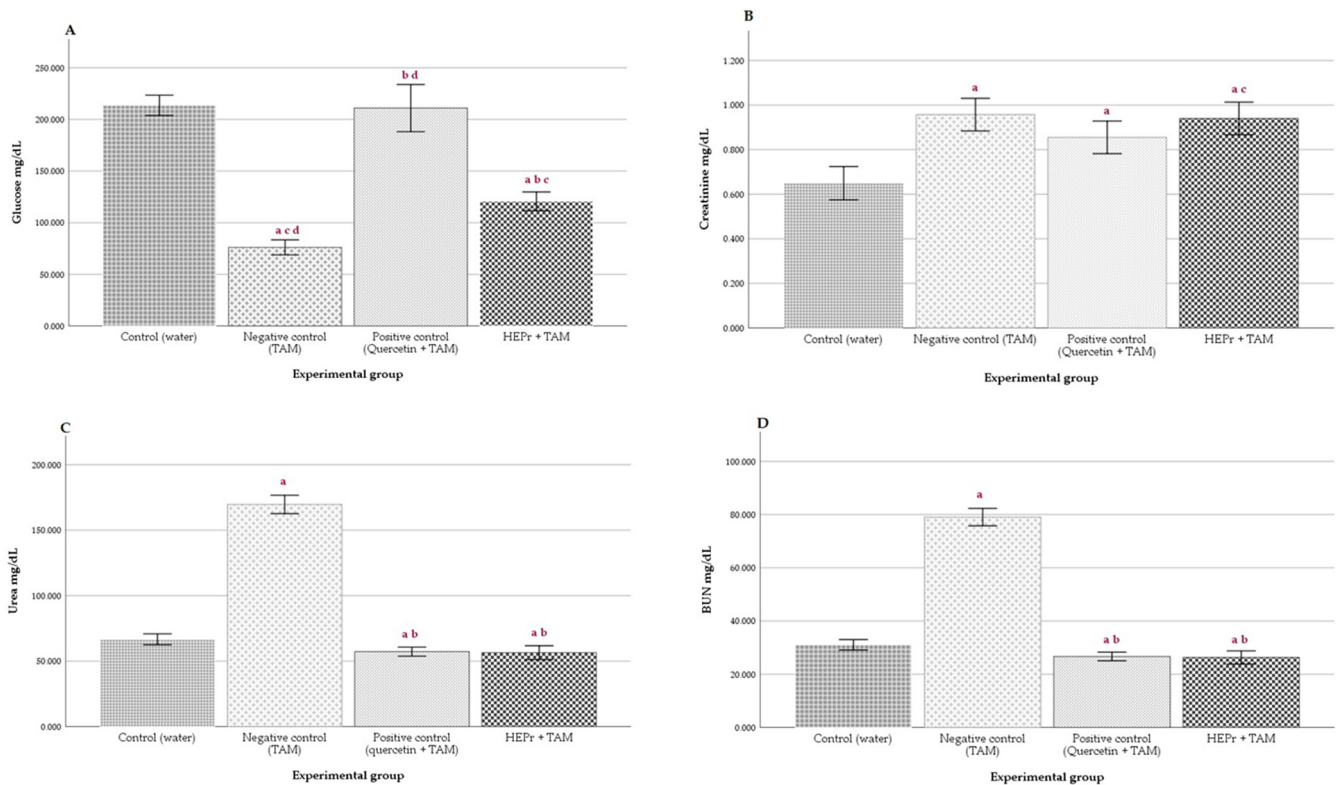 A
Glucose mg/dL
250.000
200.000
150.000
100.000
50.000
0.000
a c d
b d
a b c
Control (water)
Negative control
(TAM)
Positive control
(Quercetin + TAM)
HEPr + TAM
Experimental group
B
Creatinine mg/dL
1.200
1.000
0.800
0.600
0.400
0.200
0.000
a
a
a c
Control (water)
Negative control (TAM)
Positive control
(Quercetin + TAM)
HEPr + TAM
Experimental group
C
Urea mg/dL
200.000
150.000
100.000
50.000
0.000
a
a b
a b
Control (water)
Negative control
(TAM)
Positive control
(quercetin + TAM)
HEPr + TAM
Experimental group
D
BUN mg/dL
100.000
80.000
60.000
40.000
20.000
0.000
a
a b
a b
Control (water)
Negative control
(TAM)
Positive control
(Quercetin + TAM)
HEPr + TAM
Experimental group